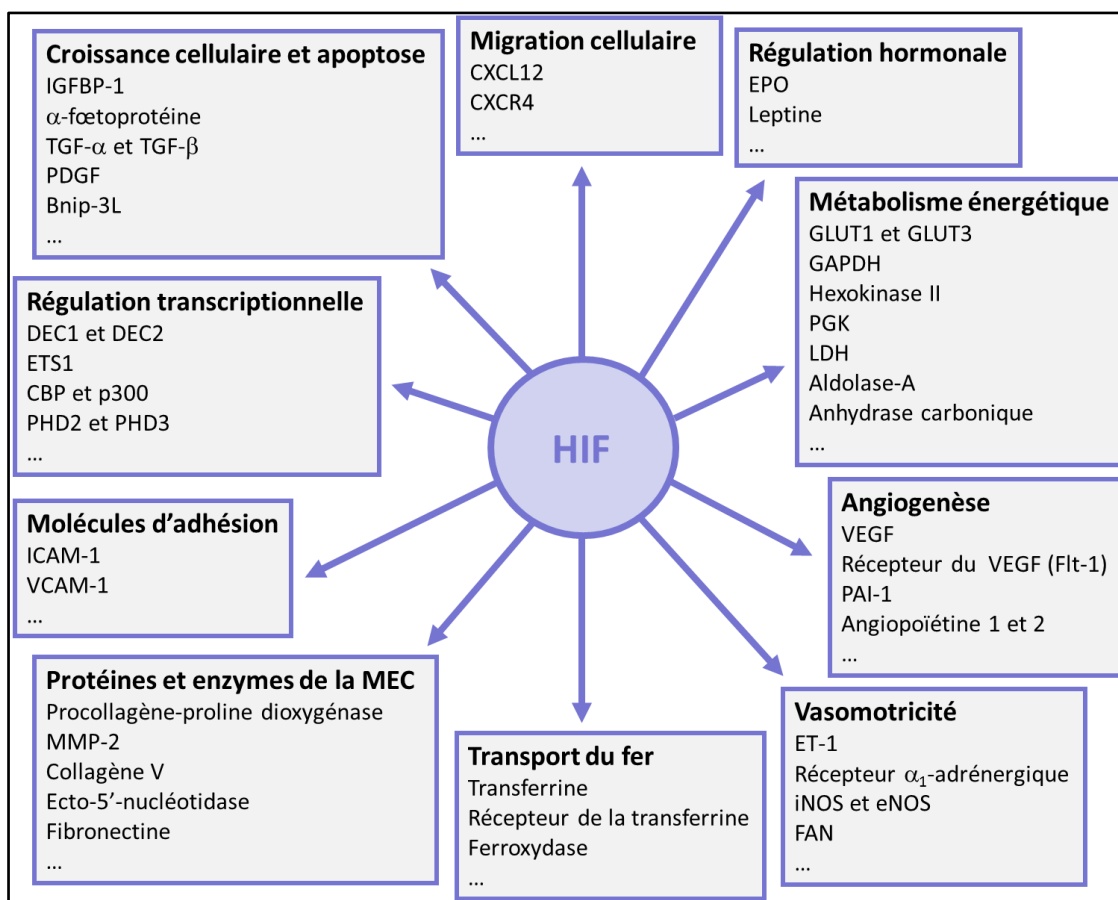 Croissance cellulaire et apoptose
IGFBP-1
α-fœtoprotéine
TGF-α et TGF-β
PDGF
Bnip-3L
...
Migration cellulaire
CXCL12
CXCR4
...
Régulation hormonale
EPO
Leptine
...
Métabolisme énergétique
GLUT1 et GLUT3
GAPDH
Hexokinase II
PGK
LDH
Aldolase-A
Anhydrase carbonique
...
Régulation transcriptionnelle
DEC1 et DEC2
ETS1
CBP et p300
PHD2 et PHD3
...
HIF
Molécules d’adhésion
ICAM-1
VCAM-1
...
Angiogenèse
VEGF
Récepteur du VEGF (Flt-1)
PAI-1
Angiopoïétine 1 et 2
...
Protéines et enzymes de la MEC
Procollagène-proline dioxygénase
MMP-2
Collagène V
Ecto-5’-nucléotidase
Fibronectine
...
Transport du fer
Transferrine
Récepteur de la transferrine
Ferroxydase
...
Vasomotricité
ET-1
Récepteur α₁-adrénergique
iNOS et eNOS
FAN
...